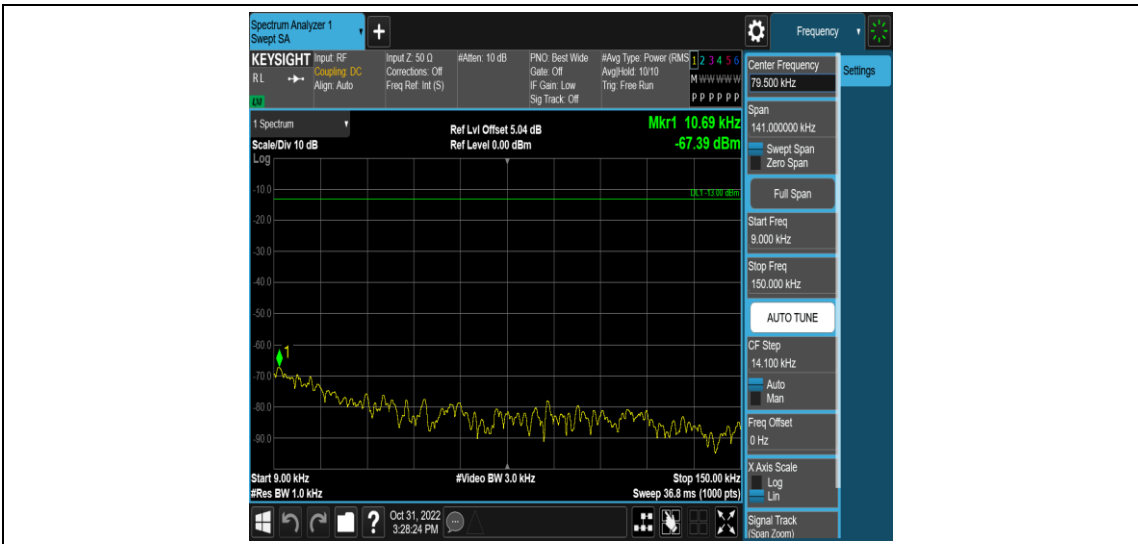 Spectrum Analyzer 1
Swept SA
Frequency
KEYSIGHT
RL
LXI
Input: RF
Coupling: DC
Align: Auto
Input Z: 50 Ω
Corrections: Off
Freq Ref: Int (S)
#Atten: 10 dB
PNO: Best Wide
Gate: Off
IF Gain: Low
Sig Track: Off
#Avg Type: Power (RMS
Avg|Hold: 10/10
Trig: Free Run
1 2 3 4 5 6
M W W W W W
P P P P P P
Center Frequency
79.500 kHz
Settings
Span
141.000000 kHz
Swept Span
Zero Span
Full Span
Start Freq
9.000 kHz
Stop Freq
150.000 kHz
AUTO TUNE
CF Step
14.100 kHz
Auto
Man
Freq Offset
0 Hz
X Axis Scale
Log
Lin
Signal Track
(Span Zoom)
1 Spectrum
Scale/Div 10 dB
Log
Ref Lvl Offset 5.04 dB
Ref Level 0.00 dBm
Mkr1 10.69 kHz
-67.39 dBm
DL1 -13.00 dBm
-10.0
-20.0
-30.0
-40.0
-50.0
-60.0
-70.0
-80.0
-90.0
1
Start 9.00 kHz
#Res BW 1.0 kHz
#Video BW 3.0 kHz
Stop 150.00 kHz
Sweep 36.8 ms (1000 pts)
Oct 31, 2022
3:28:24 PM